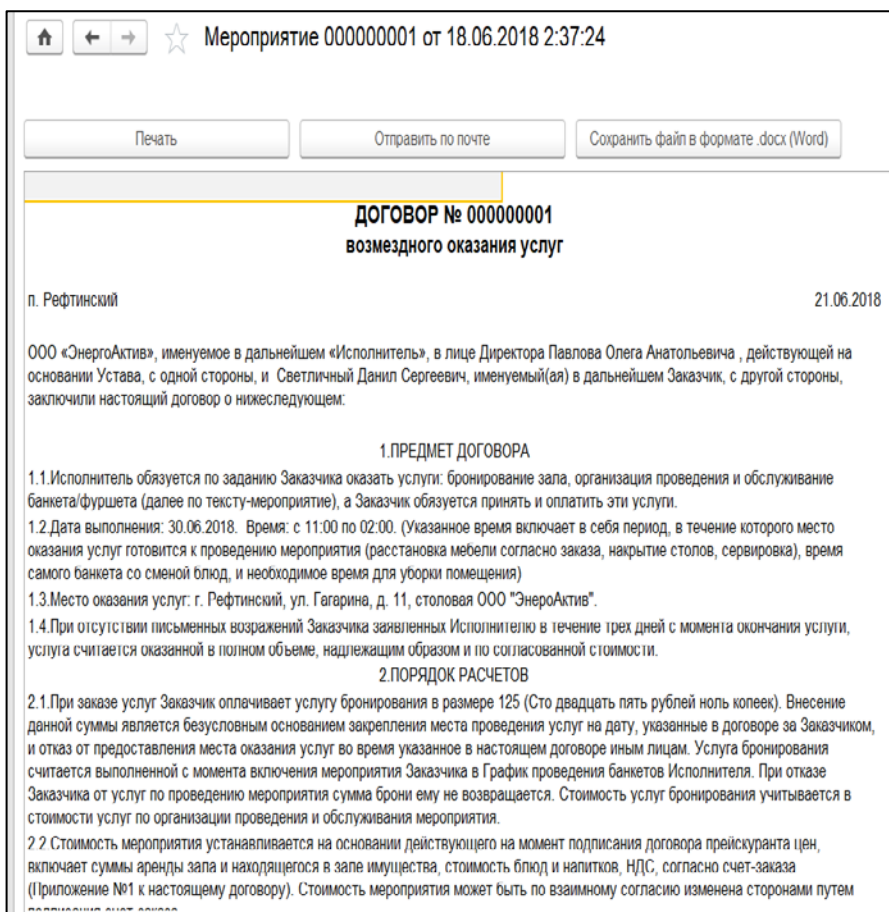 Мероприятие 000000001 от 18.06.2018 2:37:24
Печать
Отправить по почте
Сохранить файл в формате .docx (Word)
ДОГОВОР № 000000001
возмездного оказания услуг
п. Рефтинский 21.06.2018
ООО «ЭнергоАктив», именуемое в дальнейшем «Исполнитель», в лице Директора Павлова Олега Анатольевича , действующей на
основании Устава, с одной стороны, и Светличный Данил Сергеевич, именуемый(ая) в дальнейшем Заказчик, с другой стороны,
заключили настоящий договор о нижеследующем:
1.ПРЕДМЕТ ДОГОВОРА
1.1.Исполнитель обязуется по заданию Заказчика оказать услуги: бронирование зала, организация проведения и обслуживание
банкета/фуршета (далее по тексту-мероприятие), а Заказчик обязуется принять и оплатить эти услуги.
1.2.Дата выполнения: 30.06.2018. Время: с 11:00 по 02:00. (Указанное время включает в себя период, в течение которого место
оказания услуг готовится к проведению мероприятия (расстановка мебели согласно заказа, накрытие столов, сервировка), время
самого банкета со сменой блюд, и необходимое время для уборки помещения)
1.3.Место оказания услуг: г. Рефтинский, ул. Гагарина, д. 11, столовая ООО "ЭнероАктив".
1.4.При отсутствии письменных возражений Заказчика заявленных Исполнителю в течение трех дней с момента окончания услуги,
услуга считается оказанной в полном объеме, надлежащим образом и по согласованной стоимости.
2.ПОРЯДОК РАСЧЕТОВ
2.1.При заказе услуг Заказчик оплачивает услугу бронирования в размере 125 (Сто двадцать пять рублей ноль копеек). Внесение
данной суммы является безусловным основанием закрепления места проведения услуг на дату, указанные в договоре за Заказчиком,
и отказ от предоставления места оказания услуг во время указанное в настоящем договоре иным лицам. Услуга бронирования
считается выполненной с момента включения мероприятия Заказчика в График проведения банкетов Исполнителя. При отказе
Заказчика от услуг по проведению мероприятия сумма брони ему не возвращается. Стоимость услуг бронирования учитывается в
стоимости услуг по организации проведения и обслуживания мероприятия.
2.2.Стоимость мероприятия устанавливается на основании действующего на момент подписания договора прейскуранта цен,
включает суммы аренды зала и находящегося в зале имущества, стоимость блюд и напитков, НДС, согласно счет-заказа
(Приложение №1 к настоящему договору). Стоимость мероприятия может быть по взаимному согласию изменена сторонами путем